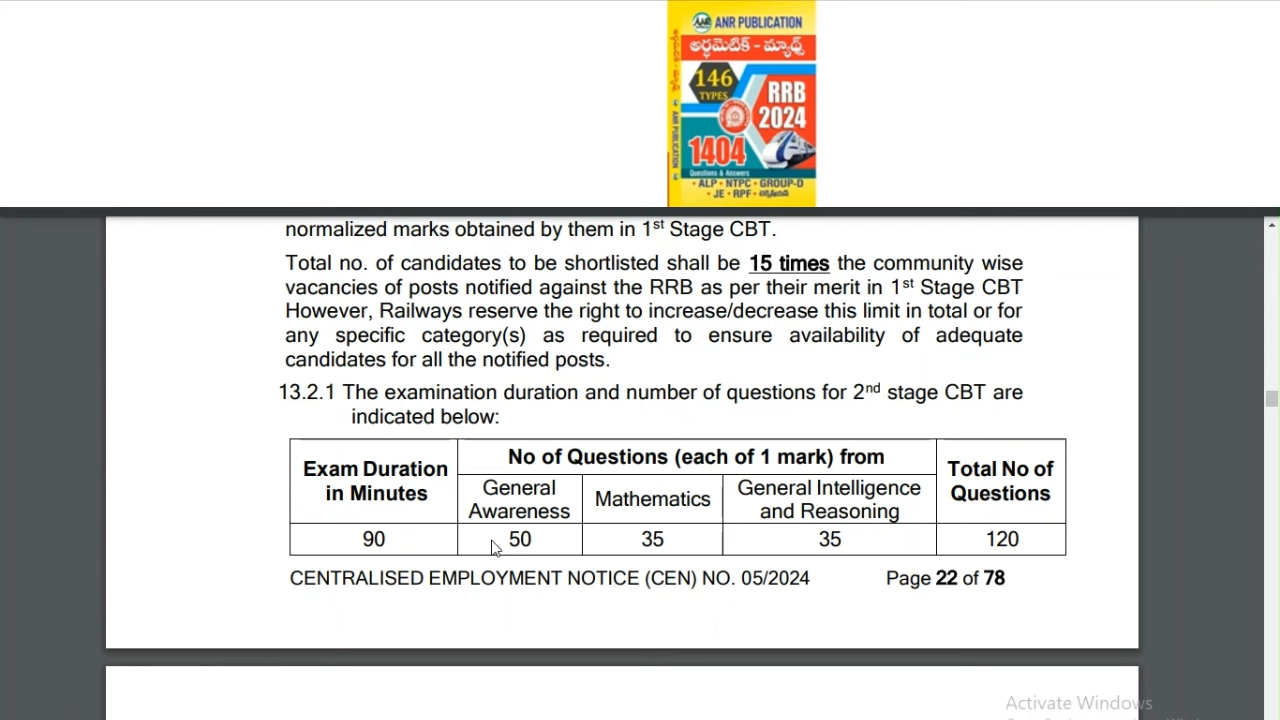 ANR PUBLICATION
అర్థమెటిక్ - మ్యాథ్స్
146
TYPES
RRB
2024
1404
Questions & Answers
• ALP • NTPC • GROUP-D
• JE • RPF •
ANR PUBLICATION
normalized marks obtained by them in 1st Stage CBT.
Total no. of candidates to be shortlisted shall be 15 times the community wise
vacancies of posts notified against the RRB as per their merit in 1st Stage CBT
However, Railways reserve the right to increase/decrease this limit in total or for
any specific category(s) as required to ensure availability of adequate
candidates for all the notified posts.
13.2.1 The examination duration and number of questions for 2nd stage CBT are
indicated below:
Exam Duration in Minutes
No of Questions (each of 1 mark) from
Total No of Questions
General Awareness
Mathematics
General Intelligence and Reasoning
90 50 35 35 120
CENTRALISED EMPLOYMENT NOTICE (CEN) NO. 05/2024 Page 22 of 78
Activate Windows